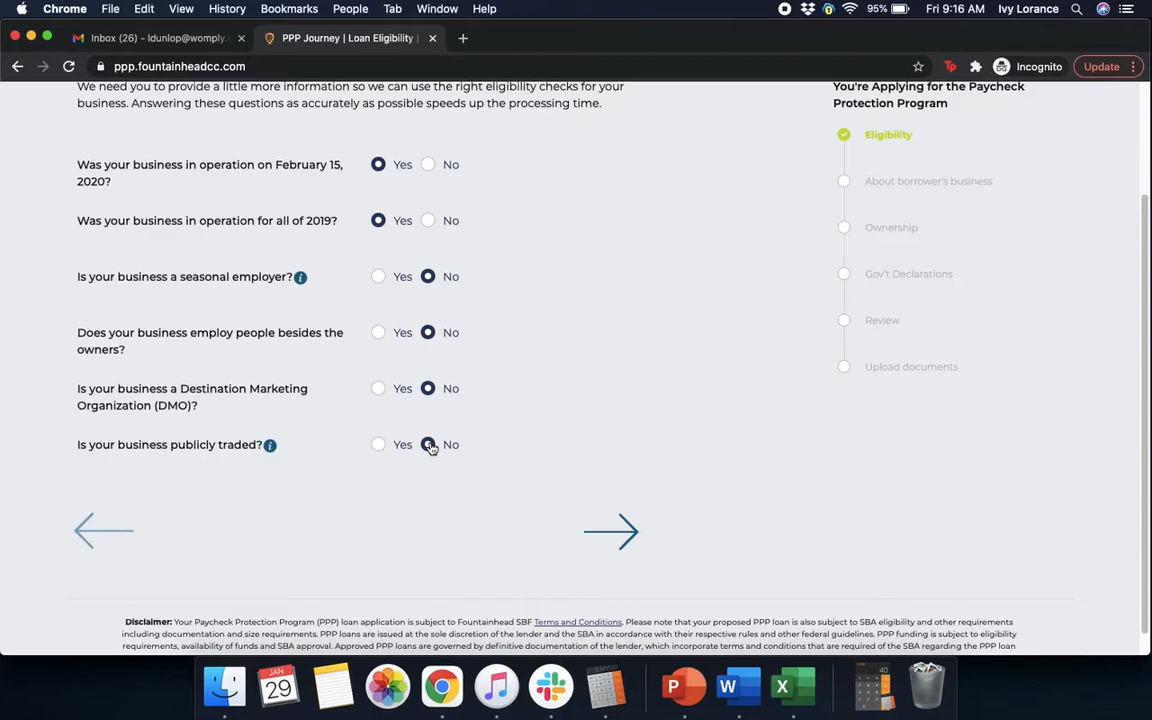 Chrome File Edit View History Bookmarks People Tab Window Help 95% Fri 9:16 AM Ivy Lorance
Inbox (26) - ldunlop@womply. PPP Journey | Loan Eligibility |
ppp.fountainheadcc.com Incognito Update
We need you to provide a little more information so we can use the right eligibility checks for your
business. Answering these questions as accurately as possible speeds up the processing time.
You're Applying for the Paycheck
Protection Program
Eligibility
Was your business in operation on February 15,
2020?
Yes No
About borrower's business
Was your business in operation for all of 2019? Yes No
Ownership
Is your business a seasonal employer? i Yes No
Gov't Declarations
Does your business employ people besides the
owners?
Yes No
Review
Is your business a Destination Marketing
Organization (DMO)?
Yes No
Upload documents
Is your business publicly traded? i Yes No
Disclaimer: Your Paycheck Protection Program (PPP) loan application is subject to Fountainhead SBF Terms and Conditions. Please note that your proposed PPP loan is also subject to SBA eligibility and other requirements
including documentation and size requirements. PPP loans are issued at the sole discretion of the lender and the SBA in accordance with their respective rules and other federal guidelines. PPP funding is subject to eligibility
requirements, availability of funds and SBA approval. Approved PPP loans are governed by definitive documentation of the lender, which incorporate terms and conditions that are required of the SBA regarding the PPP loan
JAN
29
P W X
40